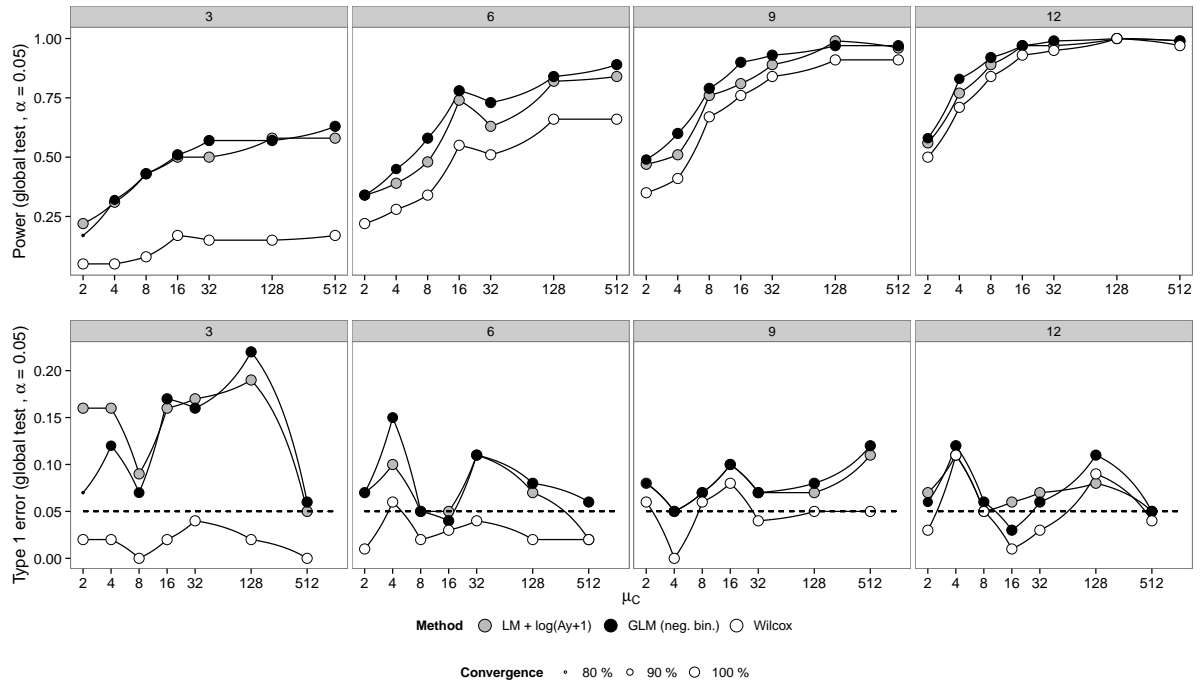 3 6 9 12
Power (global test , α = 0.05)
1.00
0.75
0.50
0.25
2 4 8 16 32 128 512 2 4 8 16 32 128 512 2 4 8 16 32 128 512 2 4 8 16 32 128 512
3 6 9 12
Type 1 error (global test , α = 0.05)
0.20
0.15
0.10
0.05
0.00
2 4 8 16 32 128 512 2 4 8 16 32 128 512 2 4 8 16 32 128 512 2 4 8 16 32 128 512
μC
Method LM + log(Ay+1) GLM (neg. bin.) Wilcox
Convergence 80 % 90 % 100 %